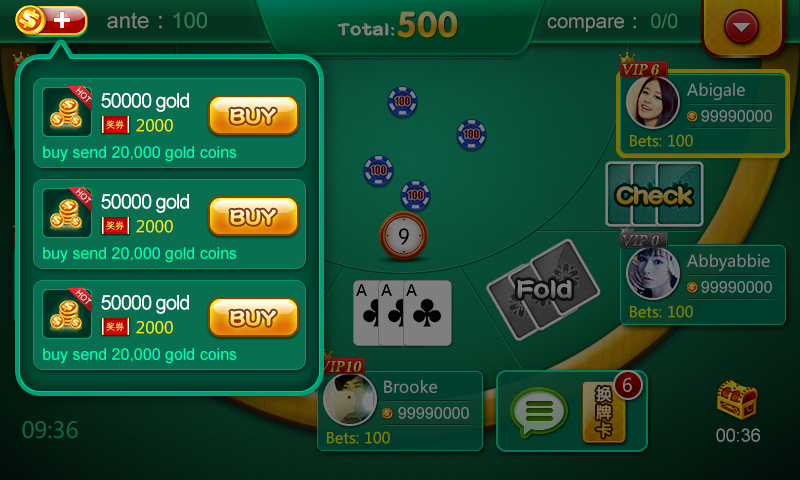 ante : 100
Total:500
compare : 0/0
HOT
50000 gold
奖券 2000
BUY
buy send 20,000 gold coins
HOT
50000 gold
奖券 2000
BUY
buy send 20,000 gold coins
HOT
50000 gold
奖券 2000
BUY
buy send 20,000 gold coins
100
100
100
100
9
A A A
VIP 6
Abigale
99990000
Bets: 100
Check
VIP 0
Abbyabbie
99990000
Bets: 100
Fold
VIP10
Brooke
99990000
Bets: 100
换牌卡
6
09:36
00:36